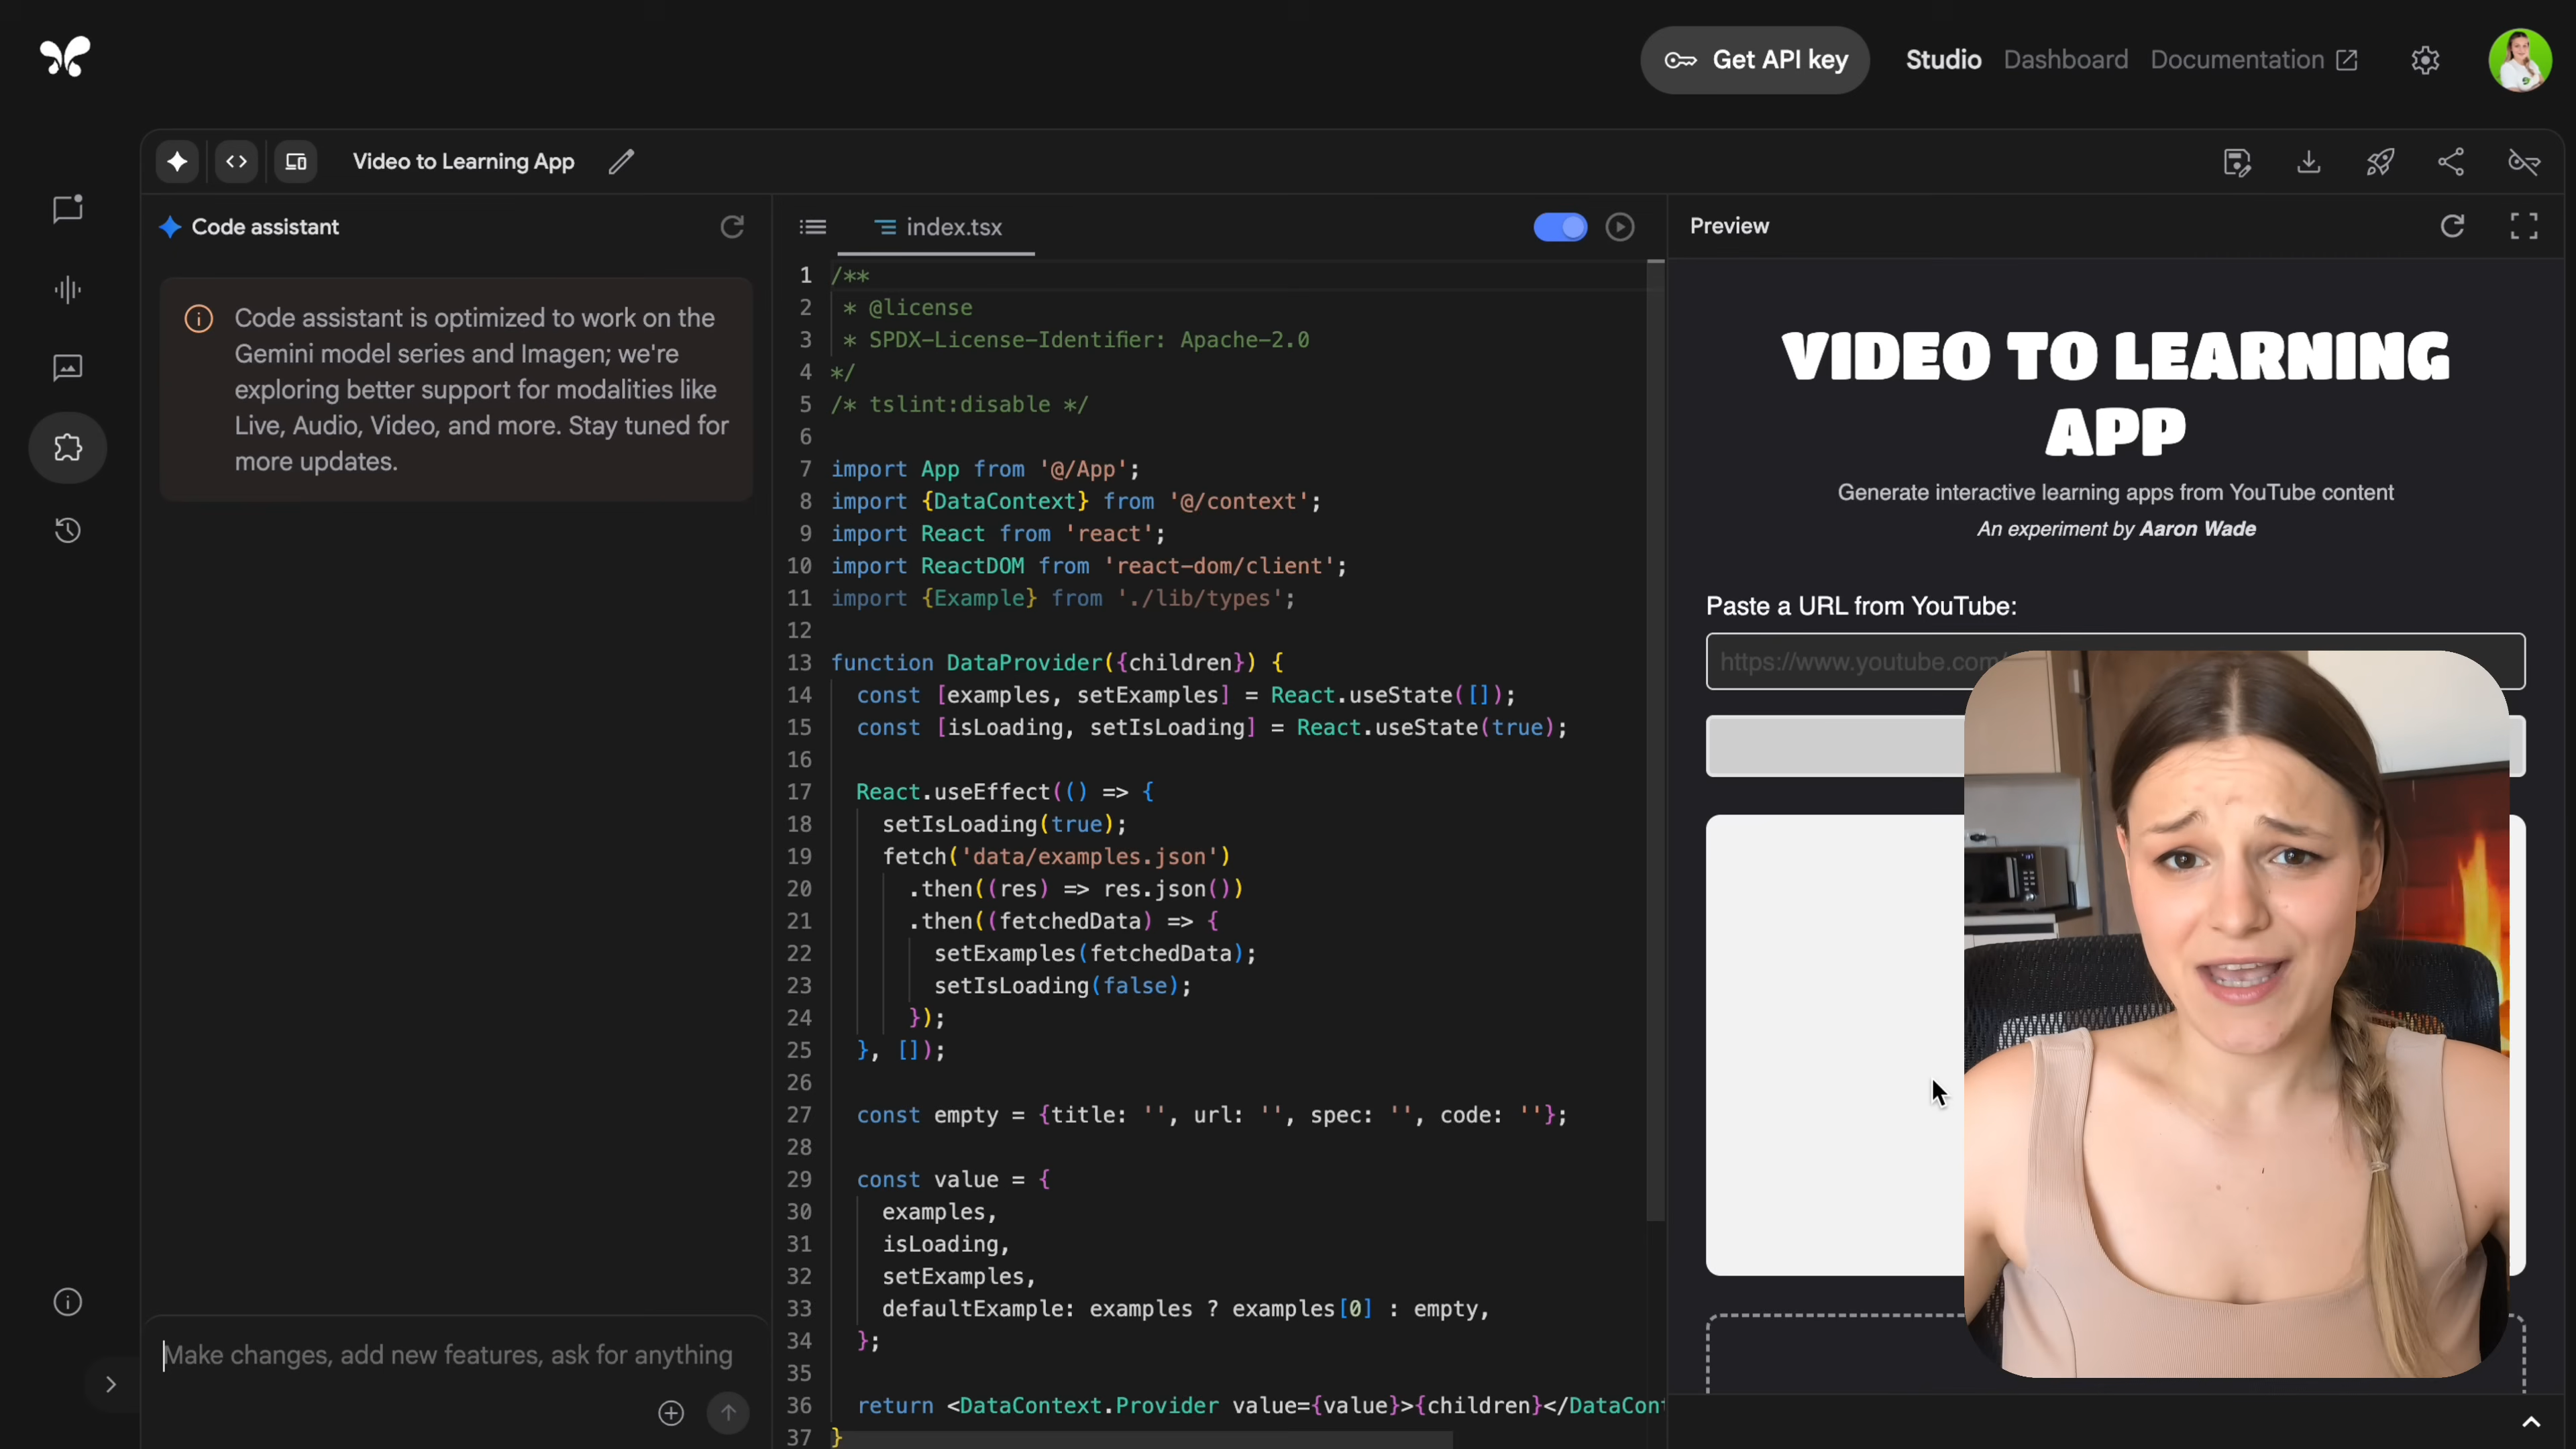 Get API key
Studio
Dashboard
Documentation
Video to Learning App
Code assistant
Code assistant is optimized to work on the
Gemini model series and Imagen; we're
exploring better support for modalities like
Live, Audio, Video, and more. Stay tuned for
more updates.
Make changes, add new features, ask for anything
index.tsx
1 /**
2 * @license
3 * SPDX-License-Identifier: Apache-2.0
4 */
5 /* tslint:disable */
6
7 import App from '@/App';
8 import {DataContext} from '@/context';
9 import React from 'react';
10 import ReactDOM from 'react-dom/client';
11 import {Example} from './lib/types';
12
13 function DataProvider({children}) {
14 const [examples, setExamples] = React.useState([]);
15 const [isLoading, setIsLoading] = React.useState(true);
16
17 React.useEffect(() => {
18 setIsLoading(true);
19 fetch('data/examples.json')
20 .then((res) => res.json())
21 .then((fetchedData) => {
22 setExamples(fetchedData);
23 setIsLoading(false);
24 });
25 }, []);
26
27 const empty = {title: '', url: '', spec: '', code: ''};
28
29 const value = {
30 examples,
31 isLoading,
32 setExamples,
33 defaultExample: examples ? examples[0] : empty,
34 };
35
36 return <DataContext.Provider value={value}>{children}</DataCont
37 }
Preview
VIDEO TO LEARNING
APP
Generate interactive learning apps from YouTube content
An experiment by Aaron Wade
Paste a URL from YouTube:
https://www.youtube.com/